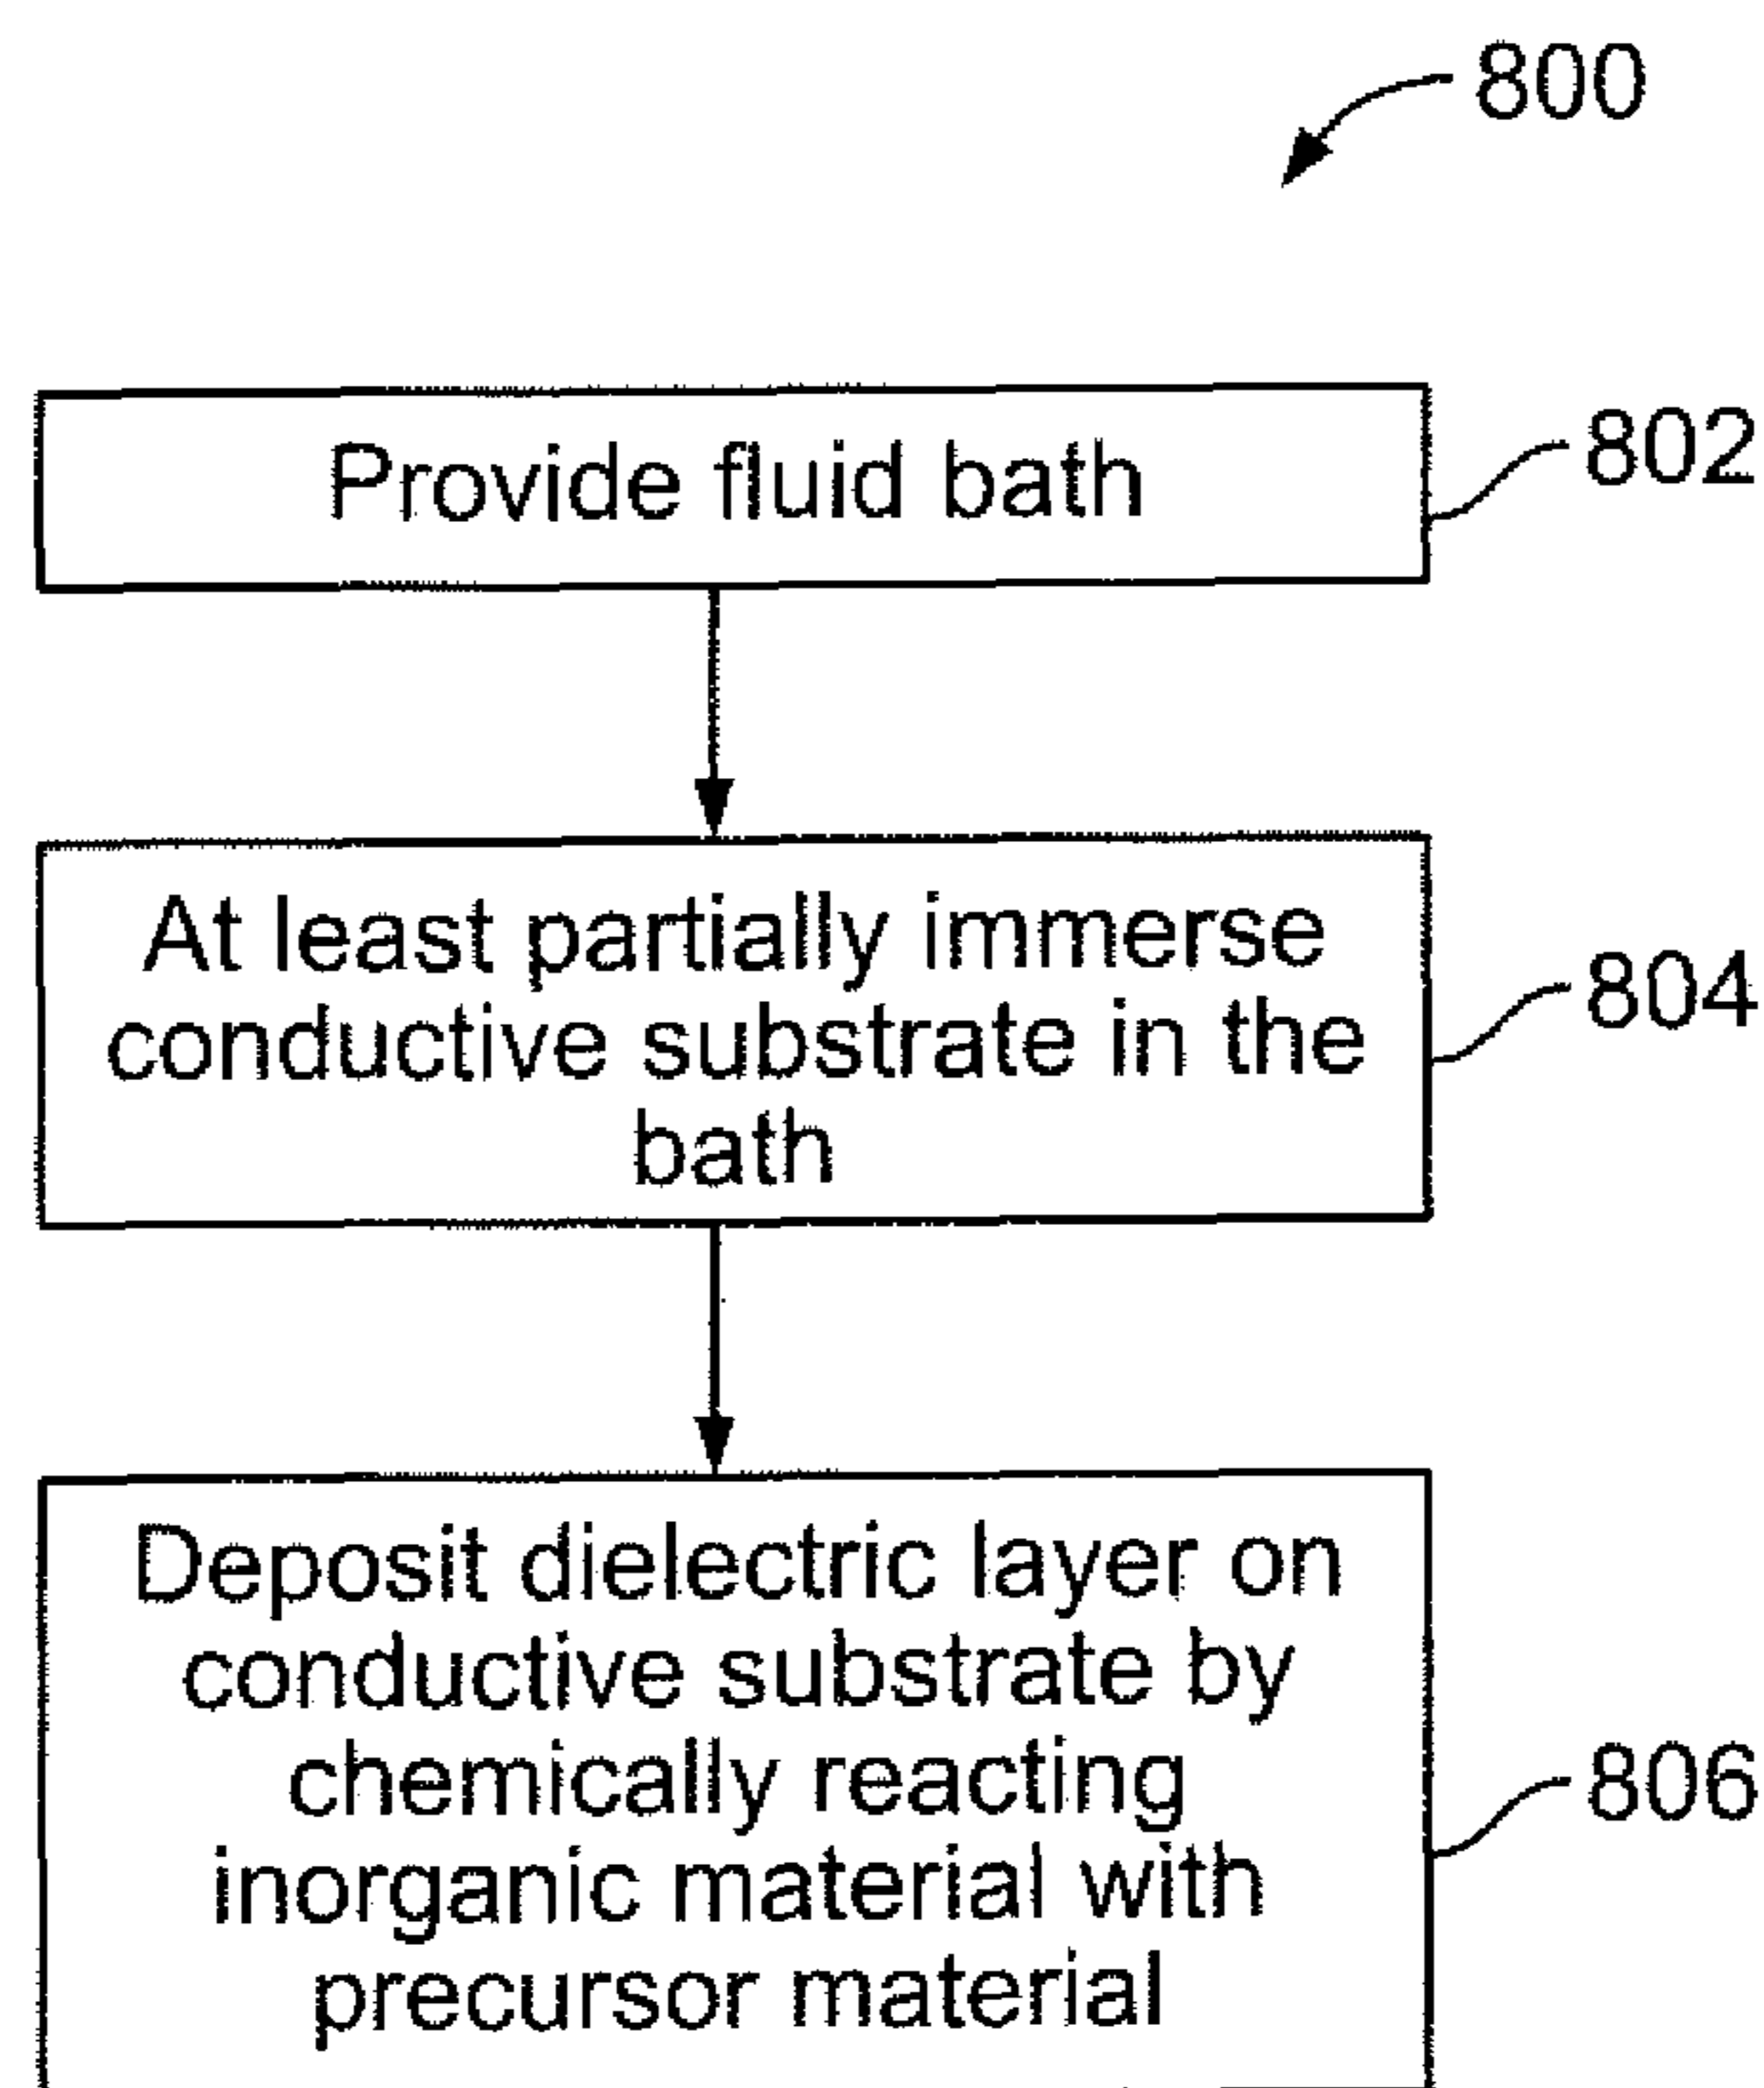 800
Provide fluid bath
802
At least partially immerse
conductive substrate in the
bath
804
Deposit dielectric layer on
conductive substrate by
chemically reacting
inorganic material with
precursor material
806